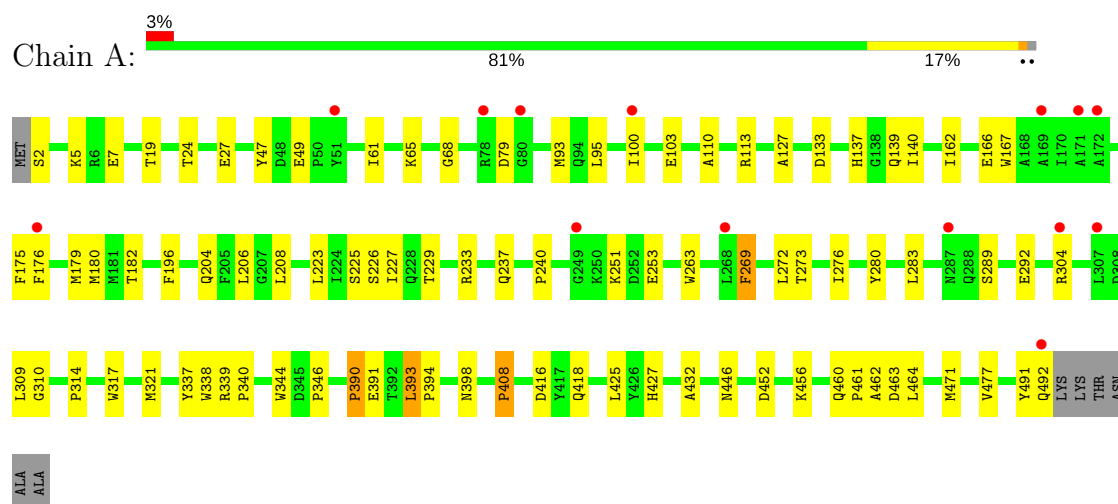 3%
Chain A:
81% 17% ••
MET S2 K5 R6 E7 T19 T24 E27 Y47 D48 E49 P50 Y51 I61 K65 G68 R78 D79 G80 M93 Q94 L95 I100 E103 A110 R113 A127 D133 H137 G138 Q139 I140 I162 E166 W167 A168 A169 I170 A171 A172
F175 F176 M179 M180 M181 T182 F196 Q204 F205 L206 G207 L208 L223 I224 S225 S226 I227 Q228 T229 R233 Q237 P240 G249 K250 K251 D252 E253 W263 L268 F269 L272 T273 I276 Y280 L283 N287 Q288 S289 E292 R304 L307 P308
L309 G310 P314 W317 M321 Y337 W338 R339 P340 W344 D345 P346 P390 E391 T392 L393 P394 N398 P408 D416 Y417 Q418 L425 Y426 H427 A432 N446 D452 K456 Q460 P461 A462 D463 L464 M471 V477 Y491 Q492 LYS LYS THR ASN
ALA ALA